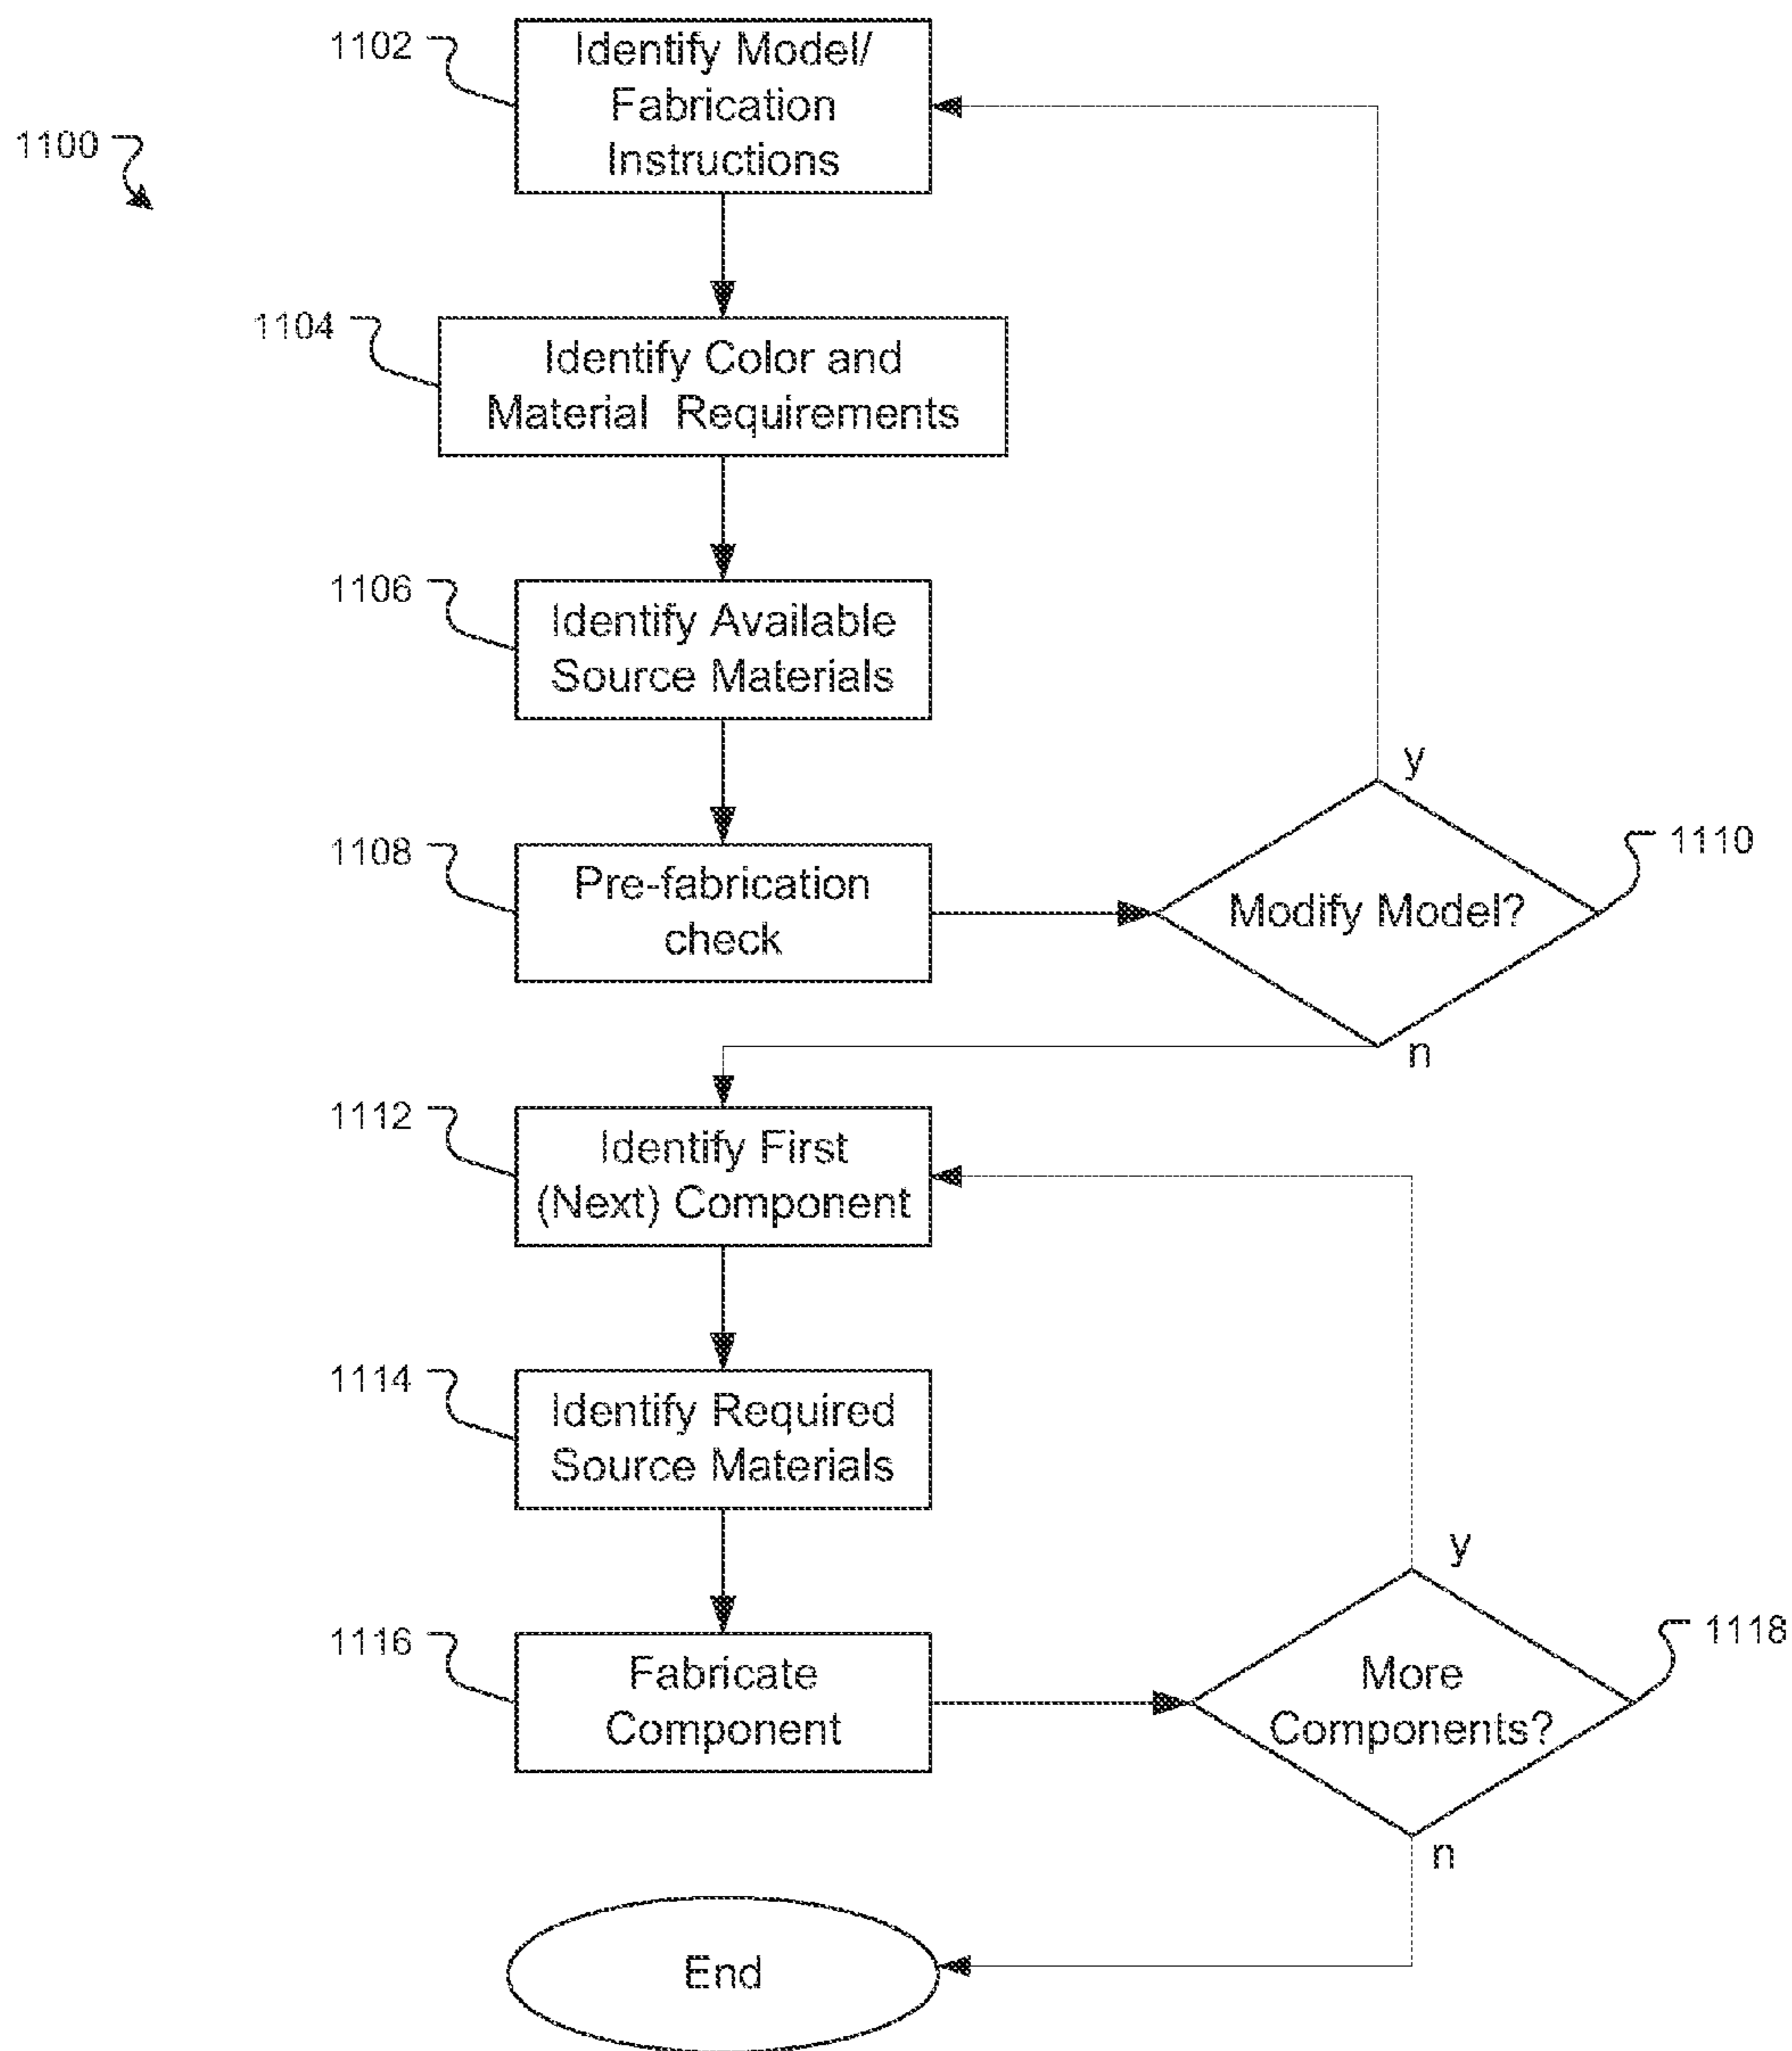 1100
1102
Identify Model/
Fabrication
Instructions
1104
Identify Color and
Material Requirements
1106
Identify Available
Source Materials
1108
Pre-fabrication
check
y
Modify Model?
1110
n
1112
Identify First
(Next) Component
1114
Identify Required
Source Materials
1116
Fabricate
Component
y
More
Components?
1118
n
End